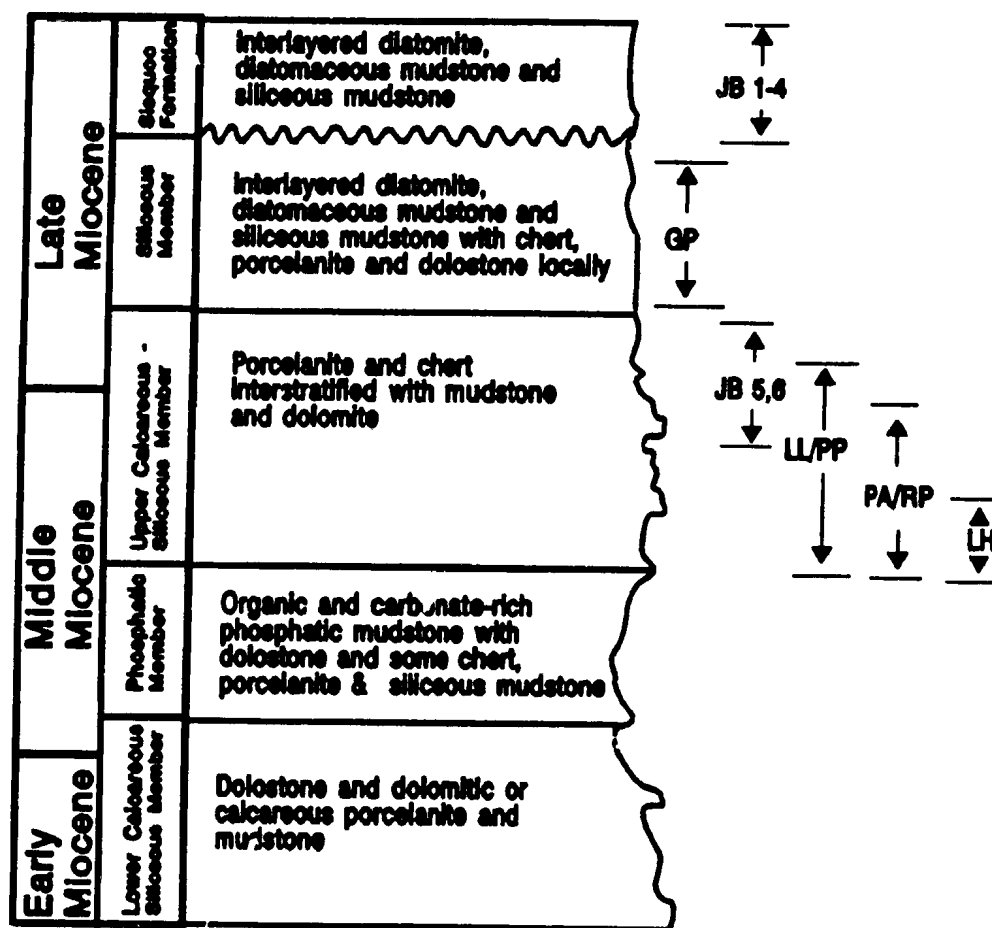 Late
Miocene
Middle
Miocene
Early
Miocene
Sisquoc
Formation
Siliceous
Member
Upper Calcareous -
Siliceous Member
Phosphatic
Member
Lower Calcareous
Siliceous Member
Interlayered diatomite,
diatomaceous mudstone and
siliceous mudstone
Interlayered diatomite,
diatomaceous mudstone and
siliceous mudstone with chert,
porcelanite and dolostone locally
Porcelanite and chert
interstratified with mudstone
and dolomite
Organic and carbonate-rich
phosphatic mudstone with
dolostone and some chert,
porcelanite & siliceous mudstone
Dolostone and dolomitic or
calcareous porcelanite and
mudstone
JB 1-4
GP
JB 5,6
LL/PP
PA/RP
LH